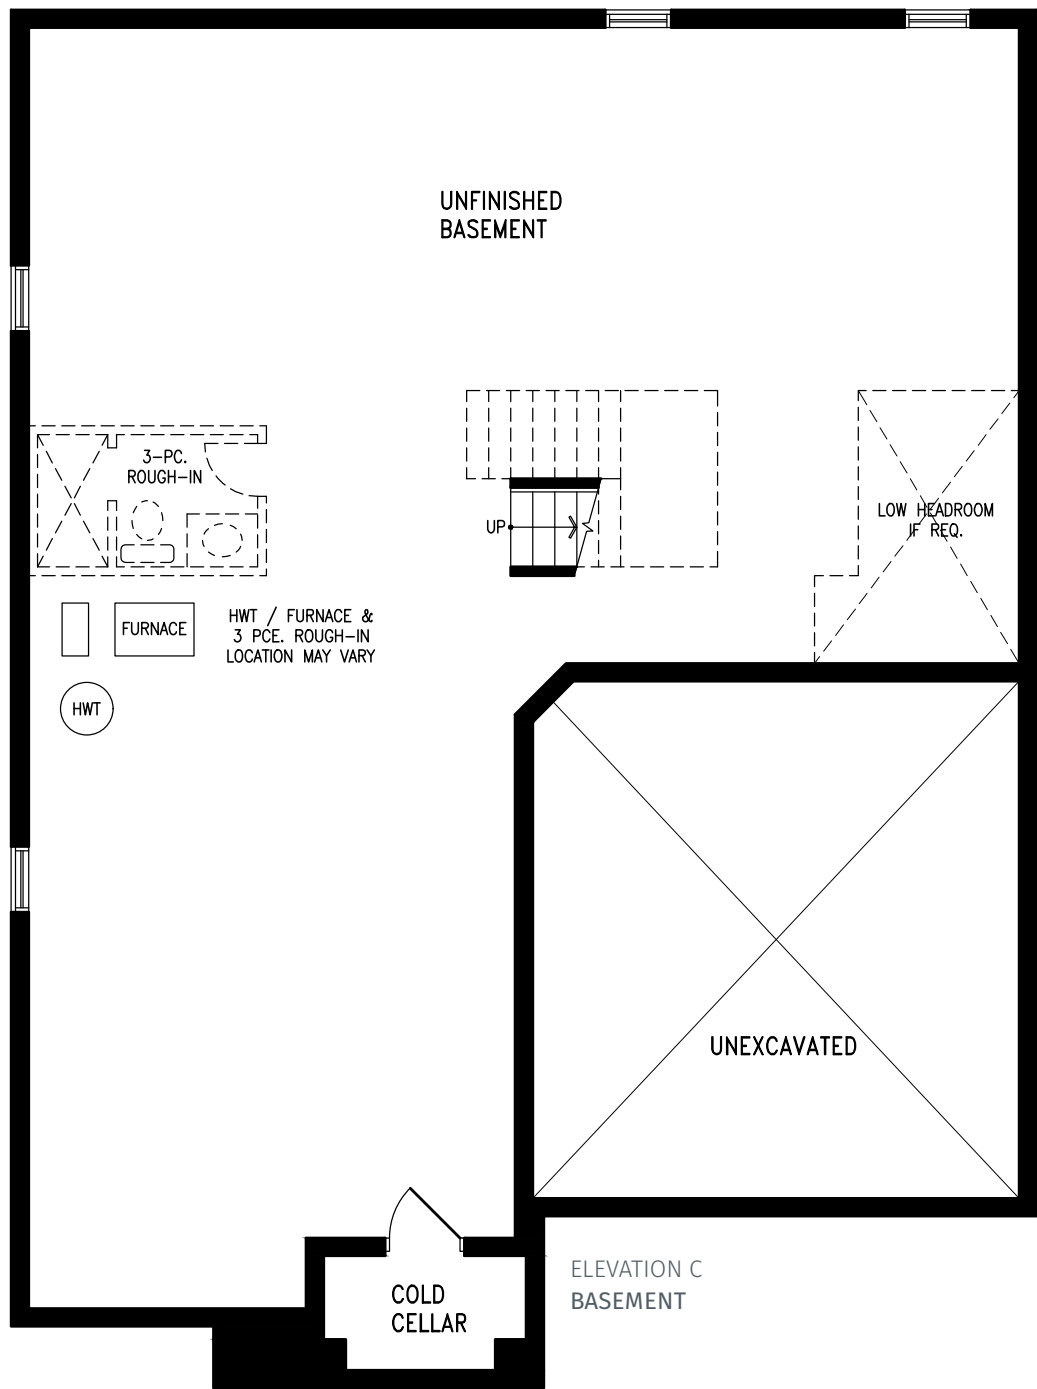 UNFINISHED
BASEMENT
3-PC.
ROUGH-IN
UP
LOW HEADROOM
IF REQ.
FURNACE
HWT / FURNACE &
3 PCE. ROUGH-IN
LOCATION MAY VARY
HWT
UNEXCAVATED
COLD
CELLAR
ELEVATION C
BASEMENT